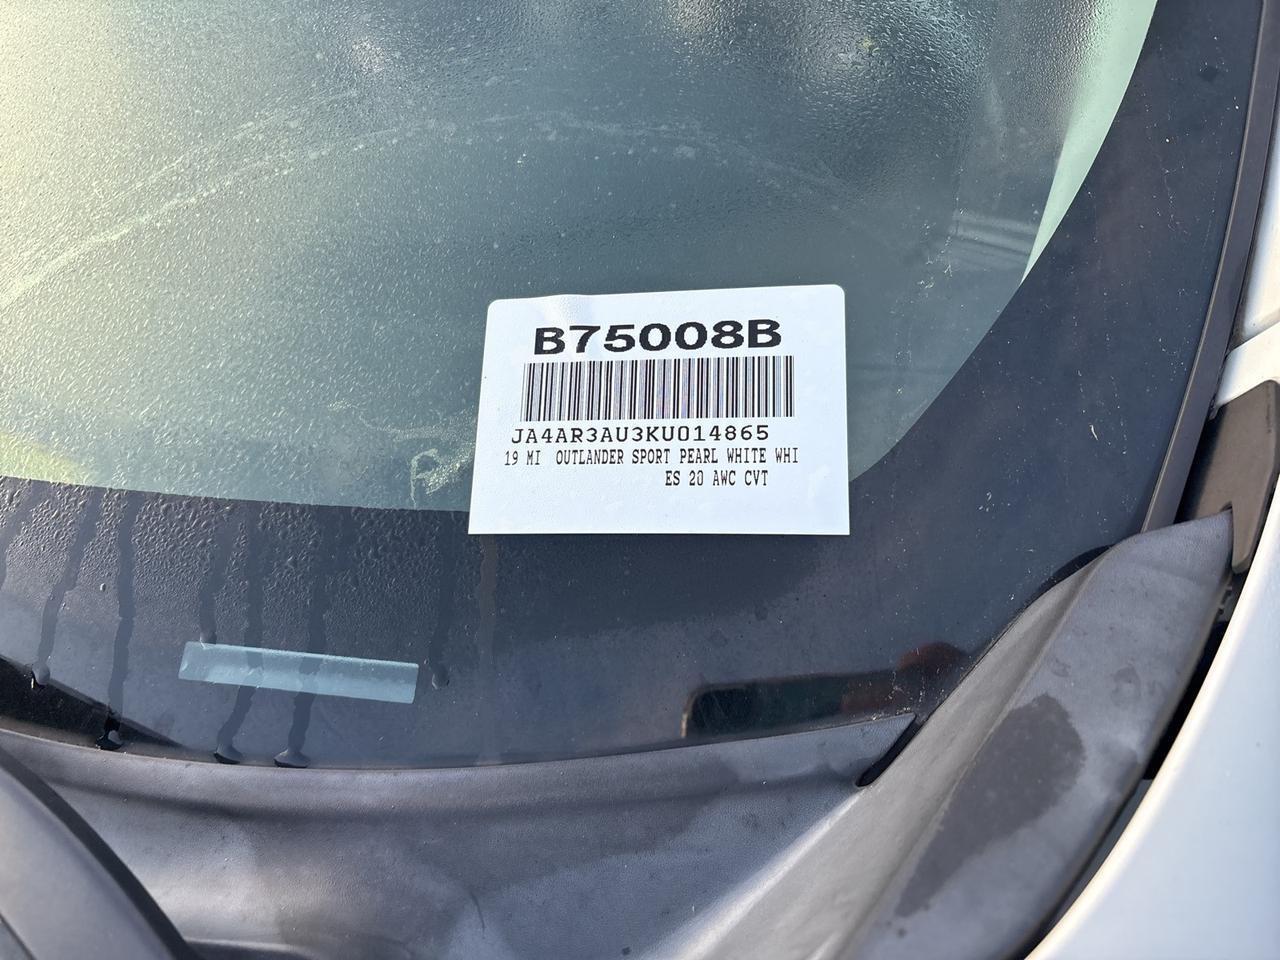 B75008B
JA4AR3AU3KU014865
19 MI OUTLANDER SPORT PEARL WHITE WHI
ES 20 AWC CVT